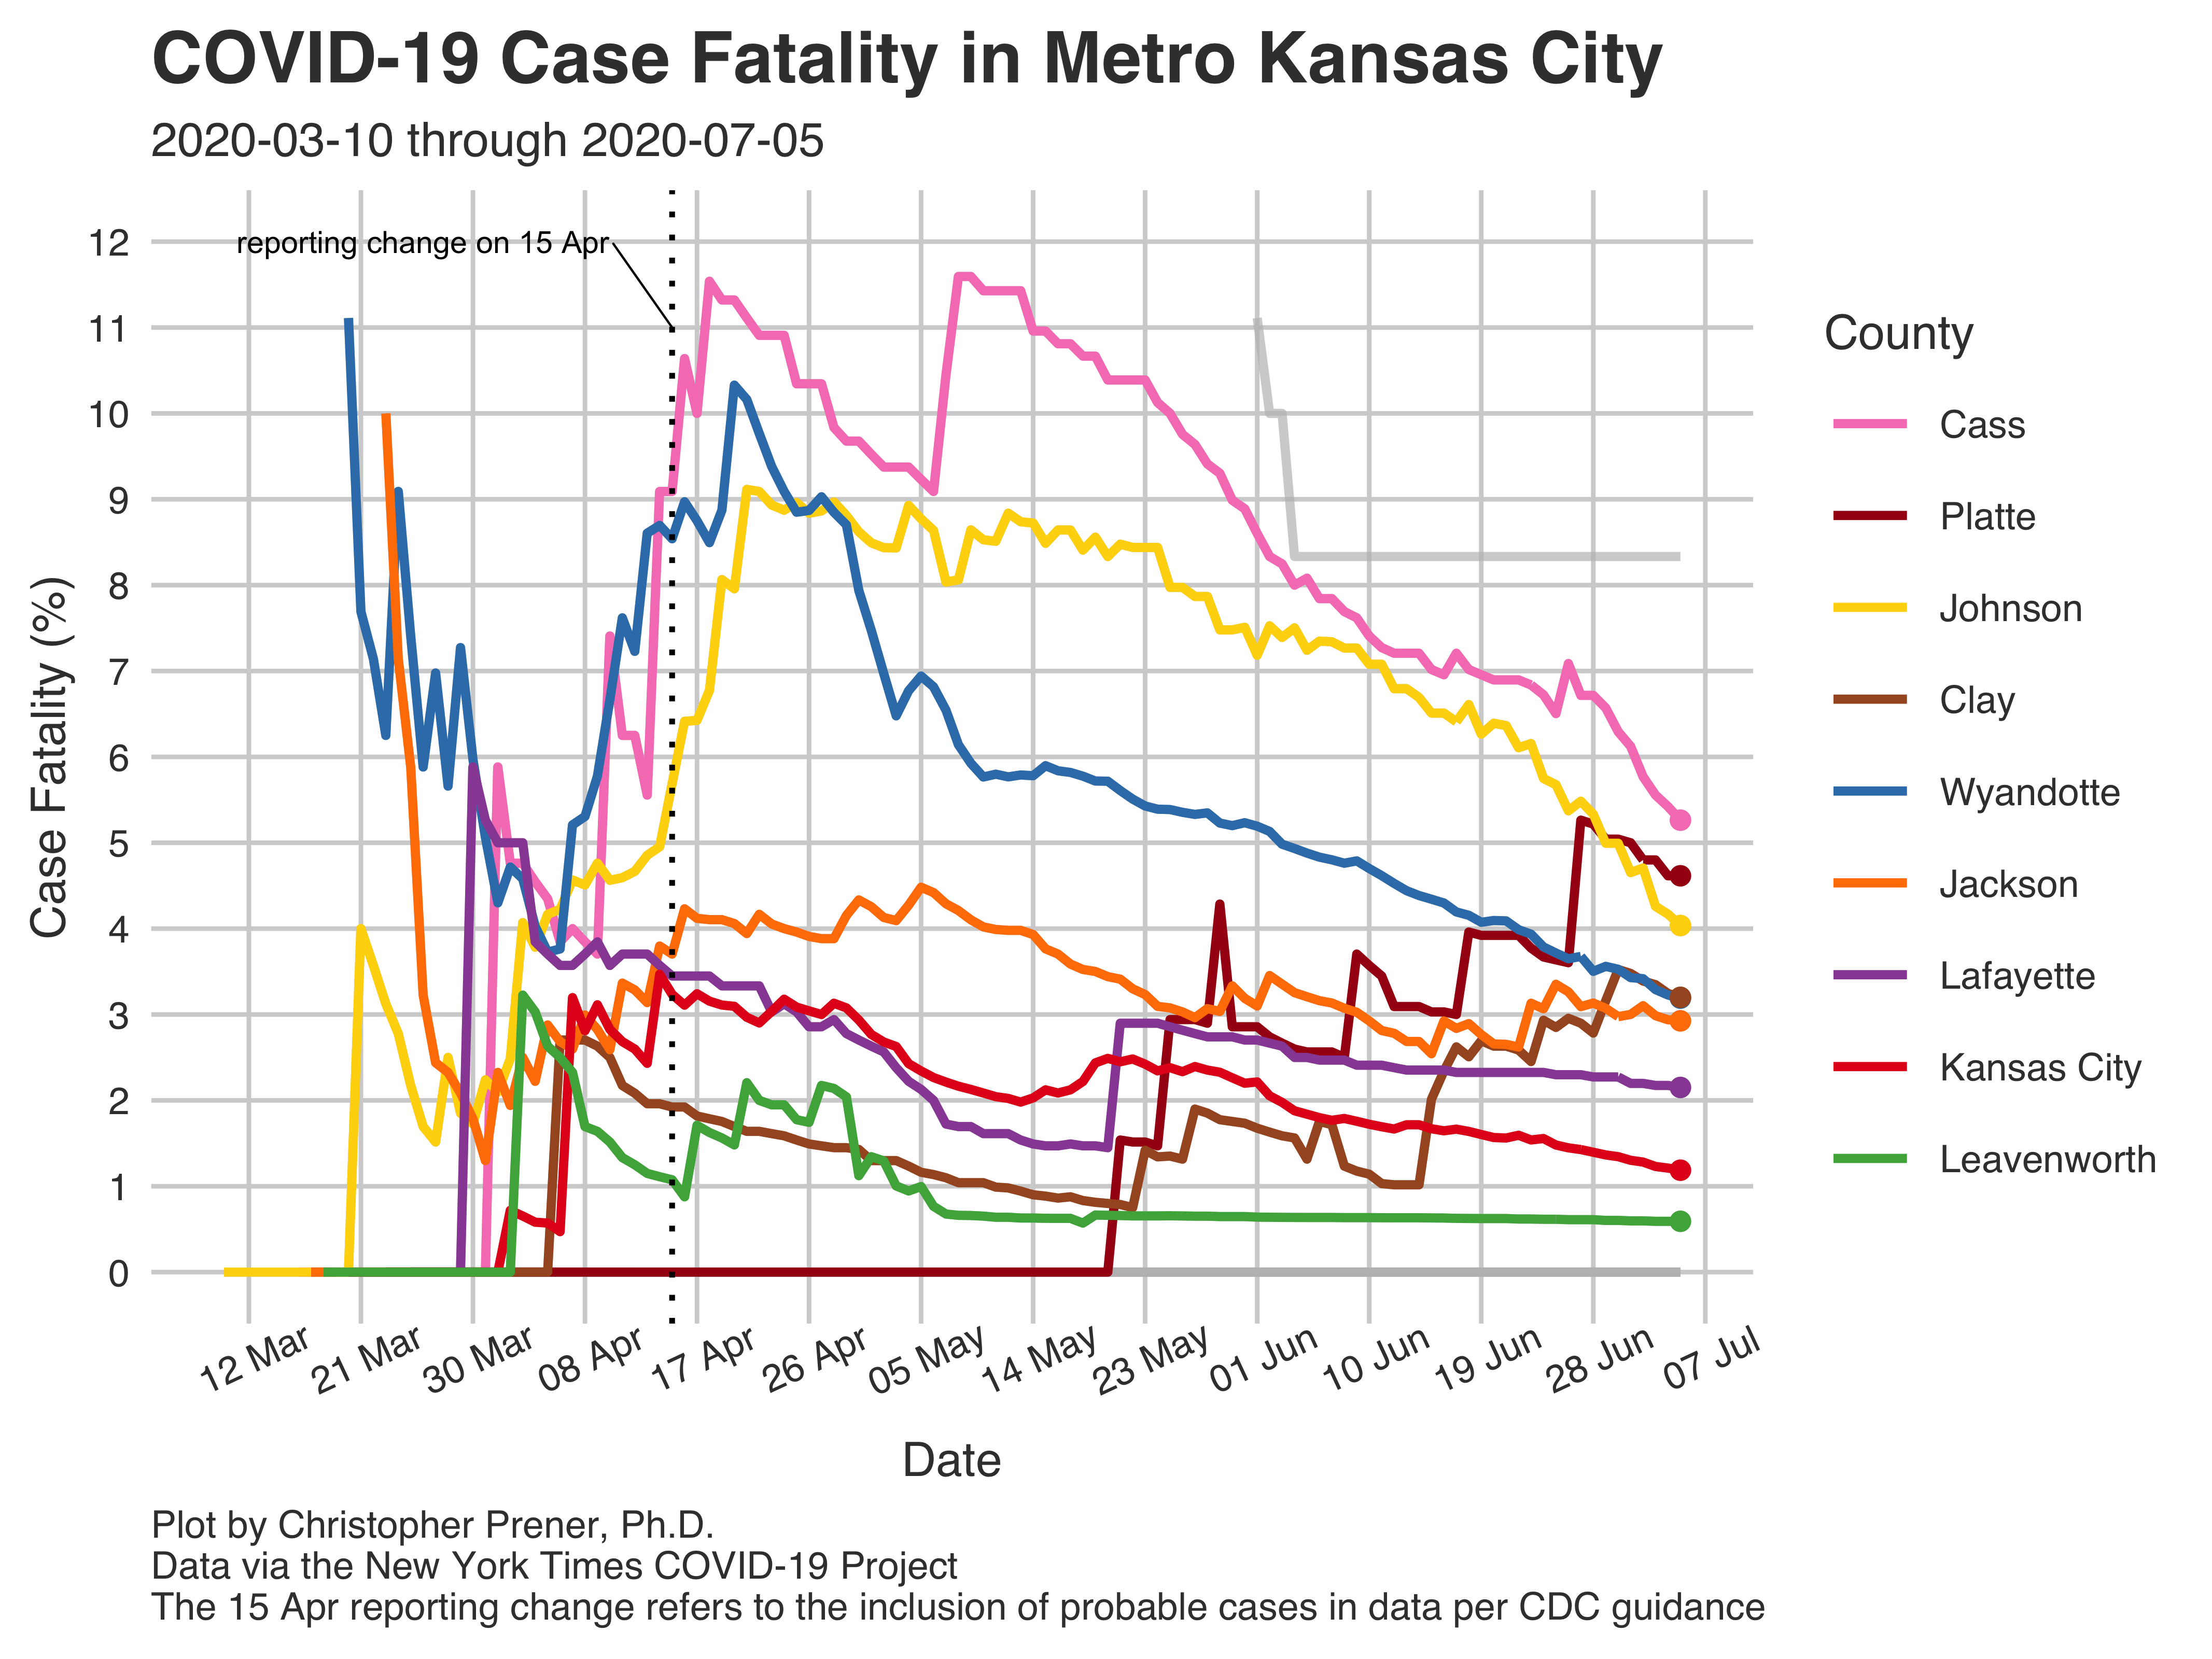 COVID-19 Case Fatality in Metro Kansas City
2020-03-10 through 2020-07-05
Case Fatality (%)
12
11
10
9
8
7
6
5
4
3
2
1
0
reporting change on 15 Apr
12 Mar
21 Mar
30 Mar
08 Apr
17 Apr
26 Apr
05 May
14 May
23 May
01 Jun
10 Jun
19 Jun
28 Jun
07 Jul
Date
County
Cass
Platte
Johnson
Clay
Wyandotte
Jackson
Lafayette
Kansas City
Leavenworth
Plot by Christopher Prener, Ph.D.
Data via the New York Times COVID-19 Project
The 15 Apr reporting change refers to the inclusion of probable cases in data per CDC guidance